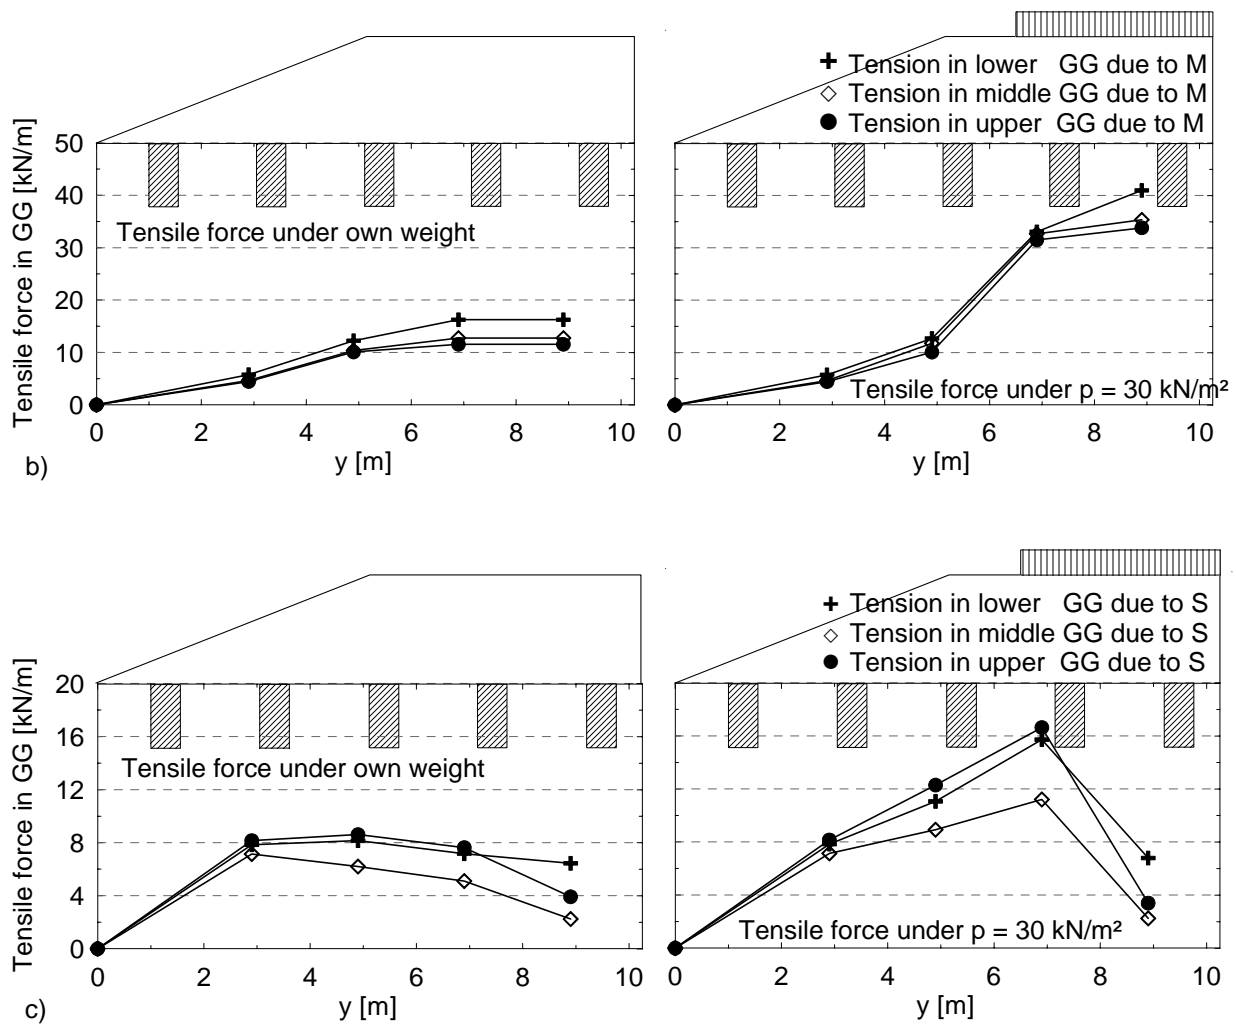 Tension in lower GG due to M
Tension in middle GG due to M
Tension in upper GG due to M
Tensile force in GG [kN/m]
50
40
30
20
10
0
Tensile force under own weight
0 2 4 6 8 10
y [m]
b)
Tensile force under p = 30 kN/m²
0 2 4 6 8 10
y [m]
Tension in lower GG due to S
Tension in middle GG due to S
Tension in upper GG due to S
Tensile force in GG [kN/m]
20
16
12
8
4
0
Tensile force under own weight
0 2 4 6 8 10
y [m]
c)
Tensile force under p = 30 kN/m²
0 2 4 6 8 10
y [m]